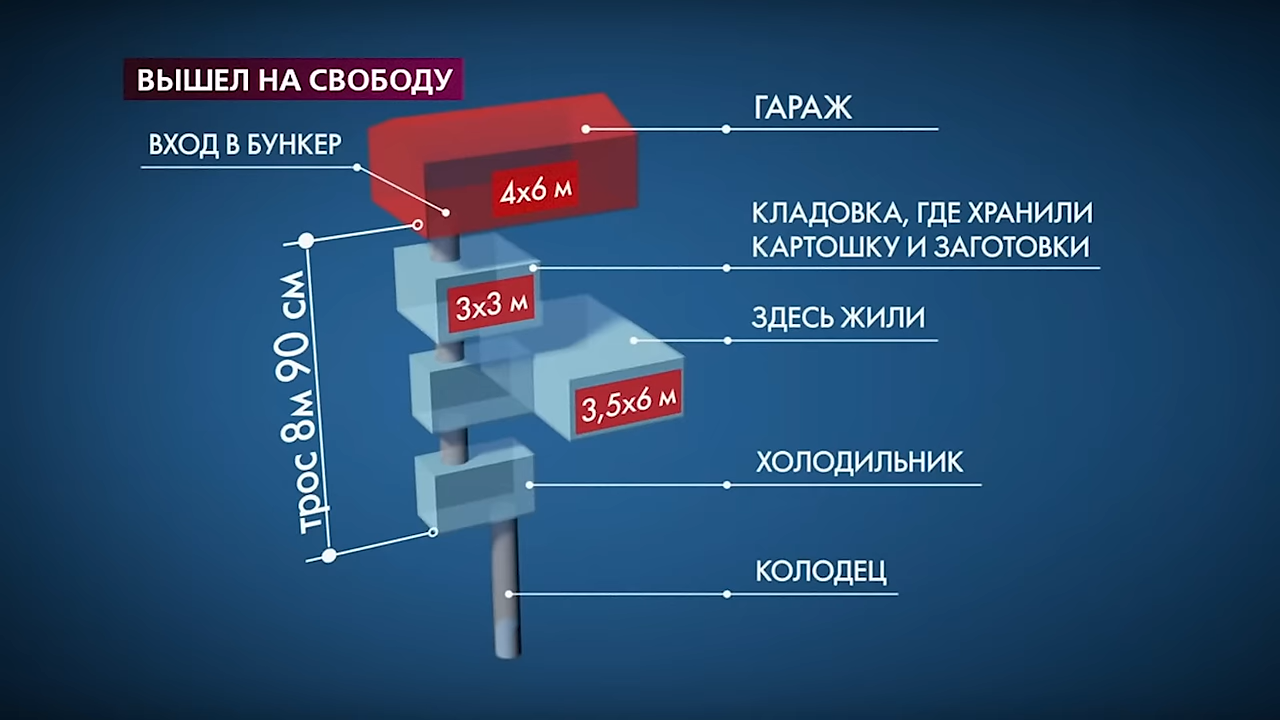 ВЫШЕЛ НА СВОБОДУ
ВХОД В БУНКЕР
ГАРАЖ
4х6 м
КЛАДОВКА, ГДЕ ХРАНИЛИ
КАРТОШКУ И ЗАГОТОВКИ
3х3 м
ЗДЕСЬ ЖИЛИ
3,5х6 м
трос 8м 90 см
ХОЛОДИЛЬНИК
КОЛОДЕЦ